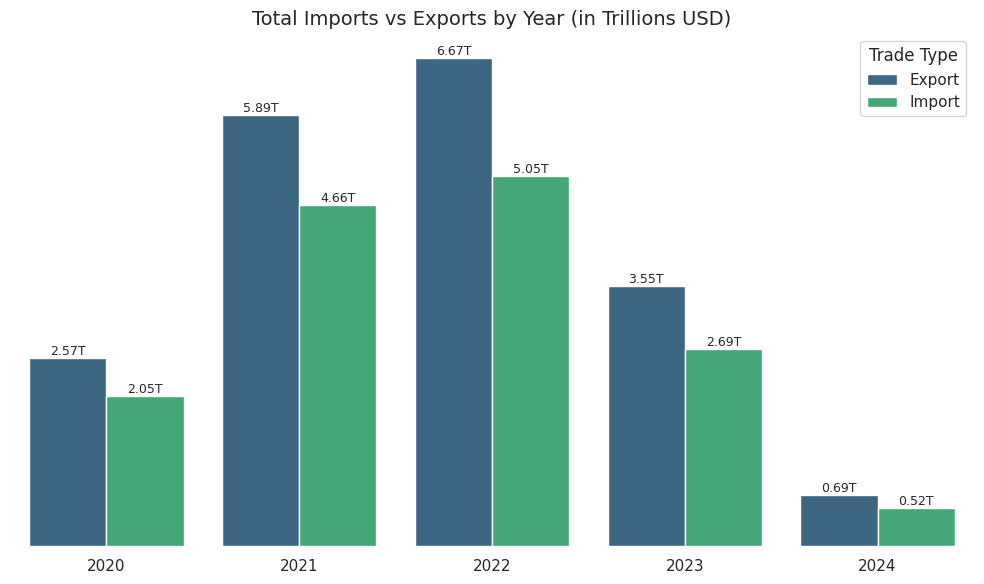 Total Imports vs Exports by Year (in Trillions USD)
Trade Type
Export
Import
6.67T
5.89T
5.05T
4.66T
3.55T
2.69T
2.57T
2.05T
0.69T
0.52T
2020
2021
2022
2023
2024